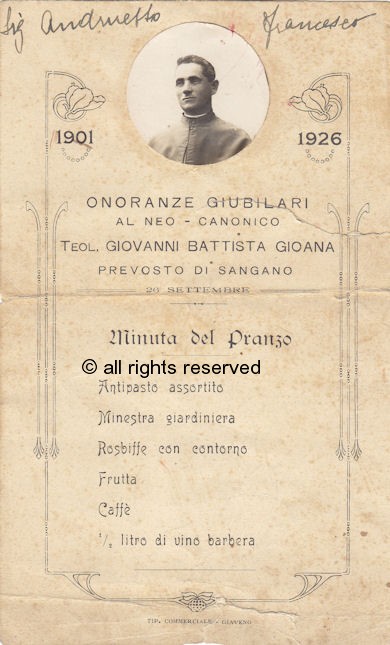 Sig Andruetto Francesco
1901 1926
ONORANZE GIUBILARI
AL NEO - CANONICO
TEOL. GIOVANNI BATTISTA GIOANA
PREVOSTO DI SANGANO
26 SETTEMBRE
Minuta del Pranzo
© all rights reserved
Antipasto assortito
Minestra giardiniera
Rosbiffe con contorno
Frutta
Caffè
½ litro di vino barbera
TIP. COMMERCIALE - GIAVENO